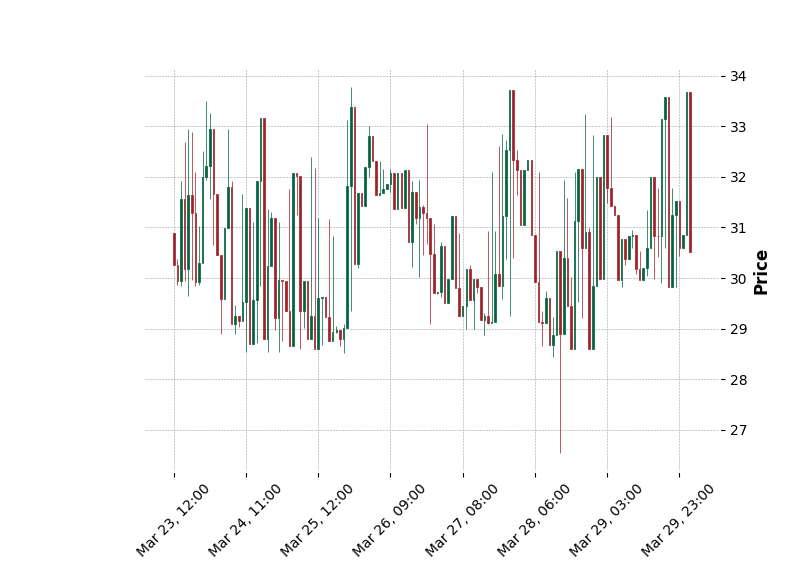 34
33
32
31
30
29
28
27
Price
Mar 23, 12:00
Mar 24, 11:00
Mar 25, 12:00
Mar 26, 09:00
Mar 27, 08:00
Mar 28, 06:00
Mar 29, 03:00
Mar 29, 23:00